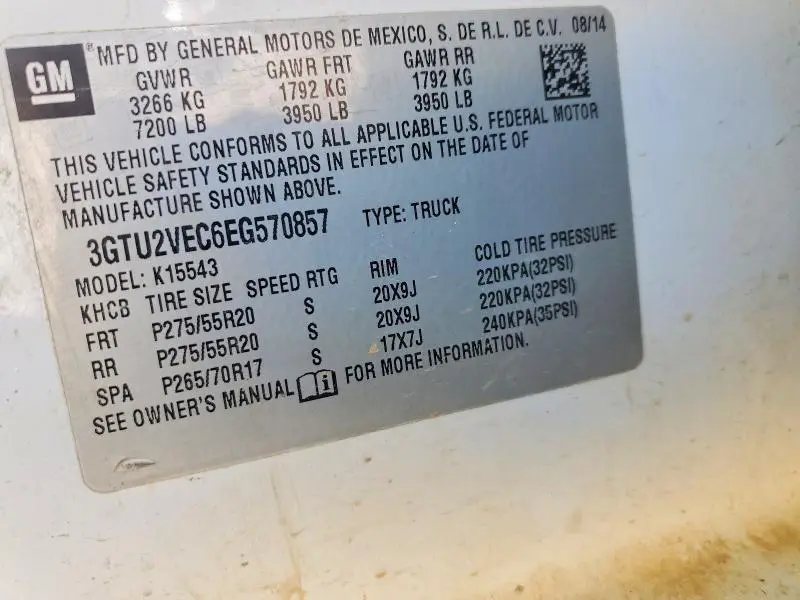 GM ® MFD BY GENERAL MOTORS DE MEXICO, S. DE R.L. DE C.V. 08/14
GVWR GAWR FRT GAWR RR
3266 KG 1792 KG 1792 KG
7200 LB 3950 LB 3950 LB
THIS VEHICLE CONFORMS TO ALL APPLICABLE U.S. FEDERAL MOTOR
VEHICLE SAFETY STANDARDS IN EFFECT ON THE DATE OF
MANUFACTURE SHOWN ABOVE.
3GTU2VEC6EG570857 TYPE: TRUCK
MODEL: K15543
KHCB TIRE SIZE SPEED RTG RIM COLD TIRE PRESSURE
FRT P275/55R20 S 20X9J 220KPA(32PSI)
RR P275/55R20 S 20X9J 220KPA(32PSI)
SPA P265/70R17 S 17X7J 240KPA(35PSI)
SEE OWNER'S MANUAL i FOR MORE INFORMATION.